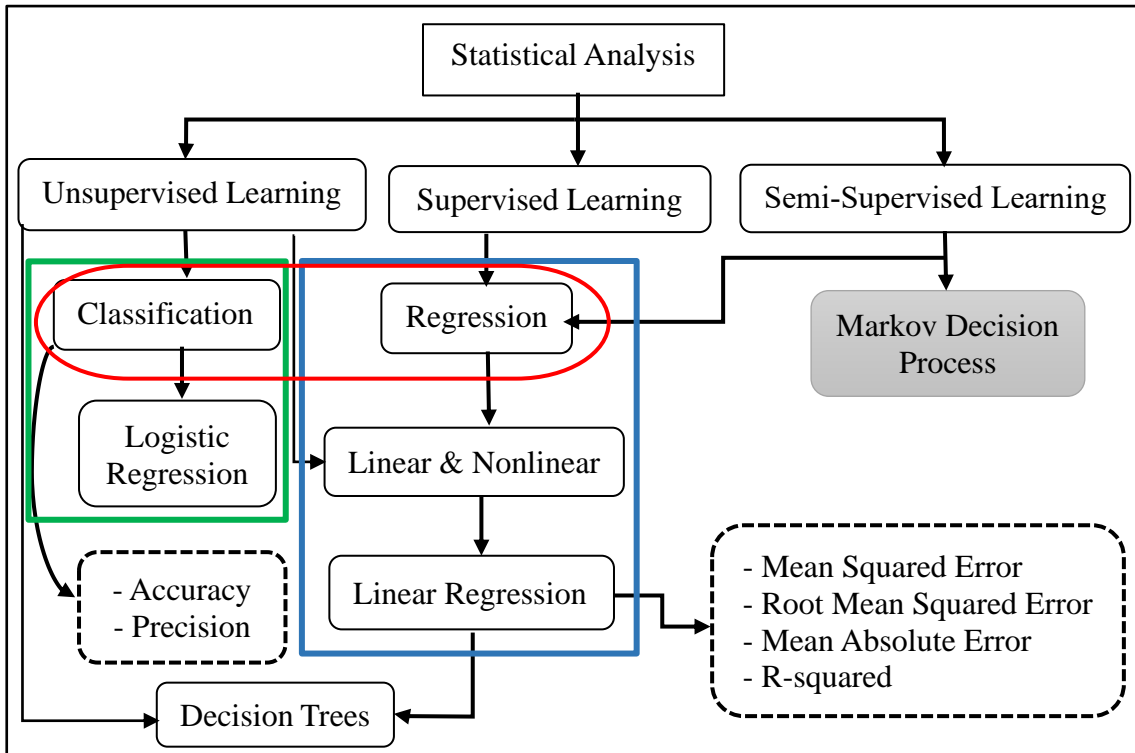 Statistical Analysis
Unsupervised Learning
Supervised Learning
Semi-Supervised Learning
Classification
Regression
Markov Decision
Process
Logistic
Regression
Linear & Nonlinear
- Accuracy
- Precision
Linear Regression
- Mean Squared Error
- Root Mean Squared Error
- Mean Absolute Error
- R-squared
Decision Trees